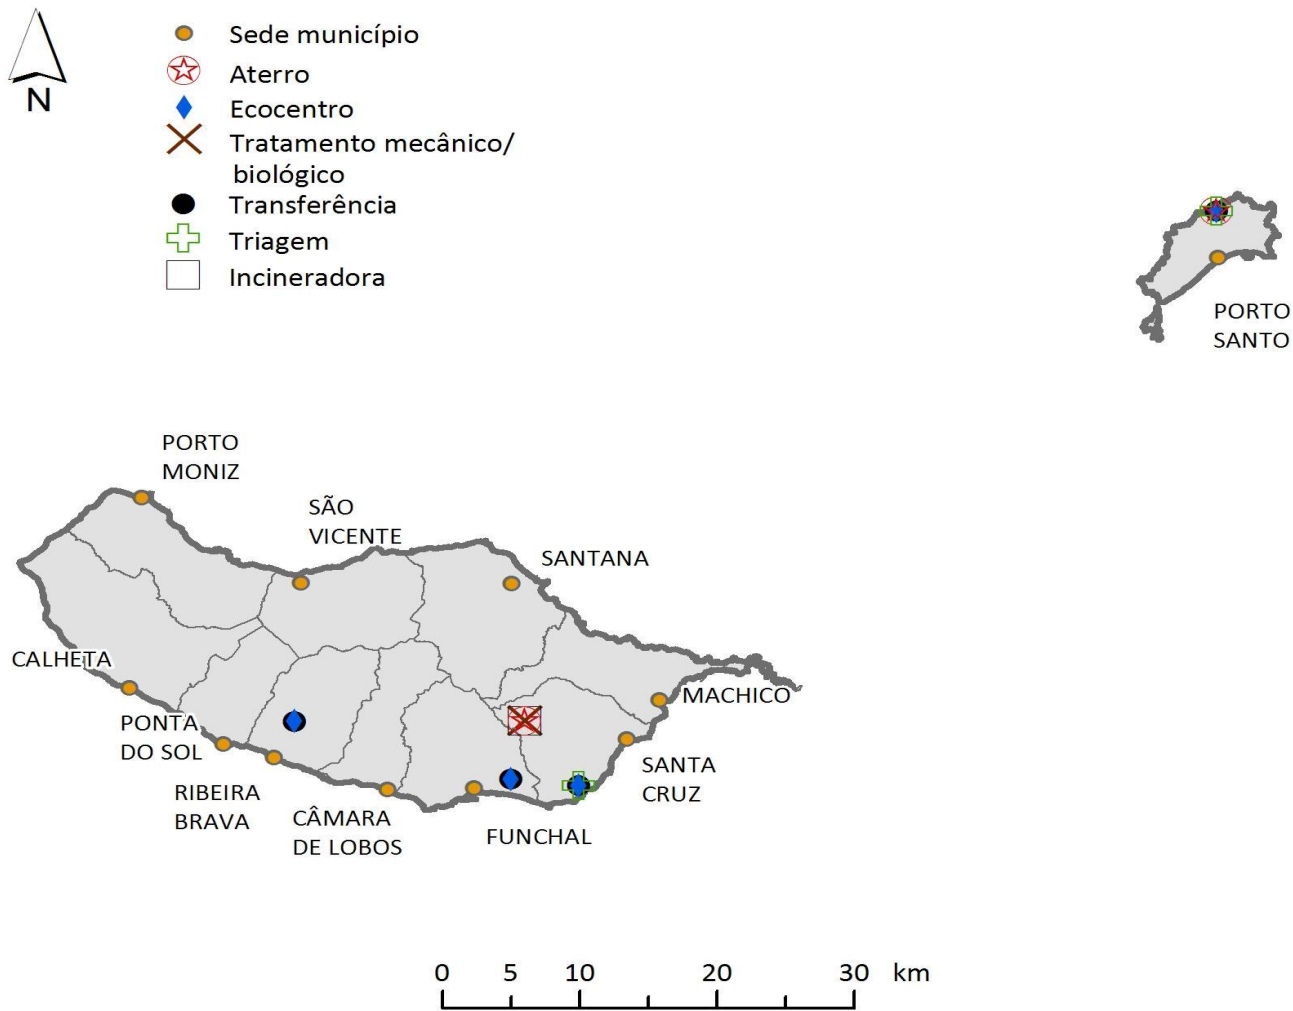 N
Sede município
Aterro
Ecocentro
Tratamento mecânico/
biológico
Transferência
Triagem
Incineradora
PORTO
SANTO
PORTO
MONIZ
SÃO
VICENTE
SANTANA
CALHETA
MACHICO
PONTA
DO SOL
SANTA
CRUZ
RIBEIRA
BRAVA
CÂMARA
DE LOBOS
FUNCHAL
0 5 10 20 30 km